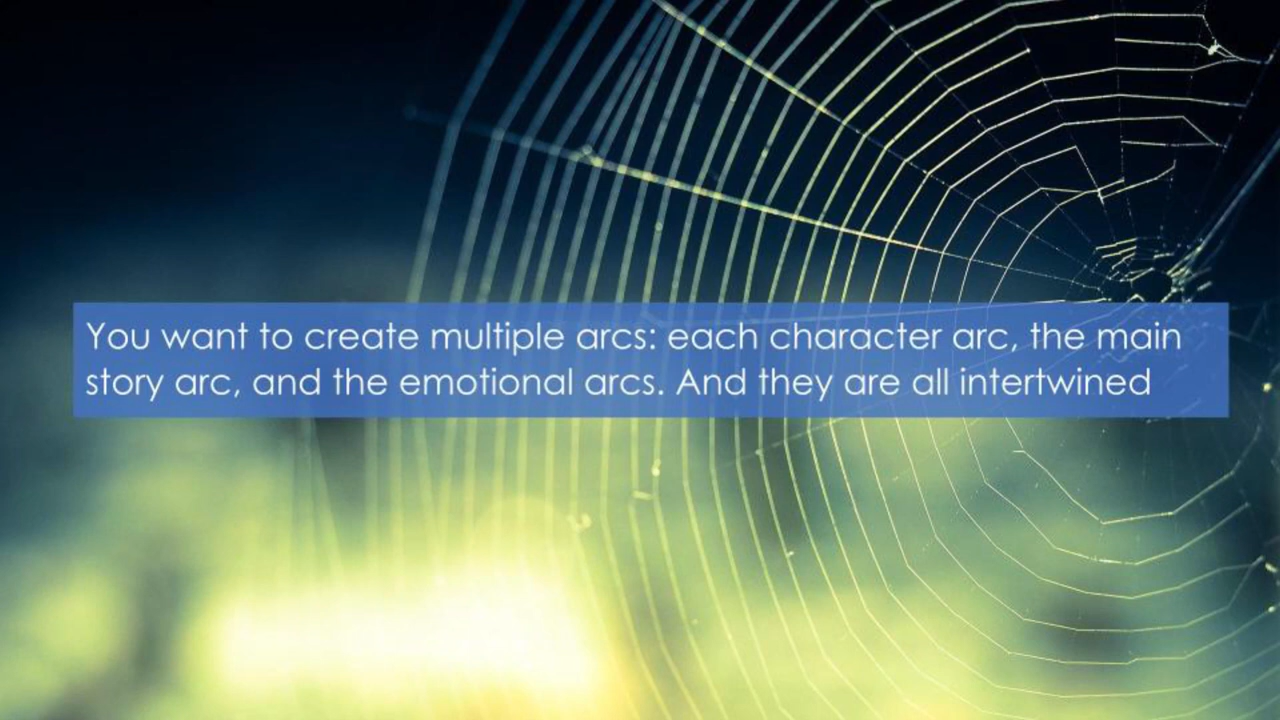 You want to create multiple arcs: each character arc, the main
story arc, and the emotional arcs. And they are all intertwined